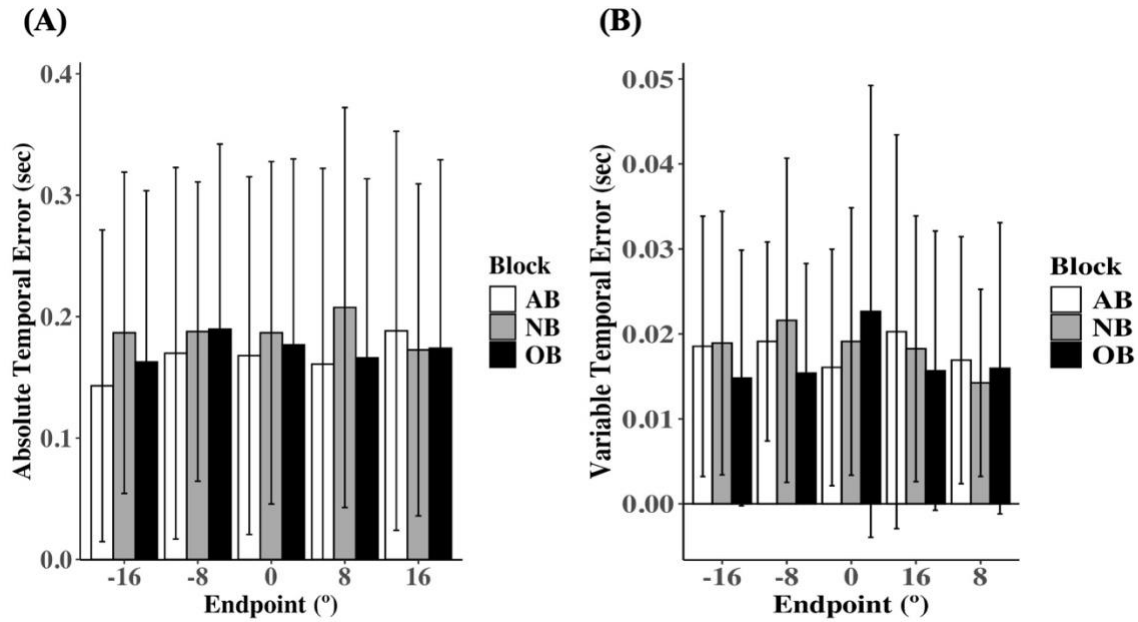 (A)
Absolute Temporal Error (sec)
0.4
0.3
0.2
0.1
0.0
-16 -8 0 8 16
Endpoint (º)
Block
AB
NB
OB
(B)
Variable Temporal Error (sec)
0.05
0.04
0.03
0.02
0.01
0.00
-16 -8 0 16 8
Endpoint (º)
Block
AB
NB
OB